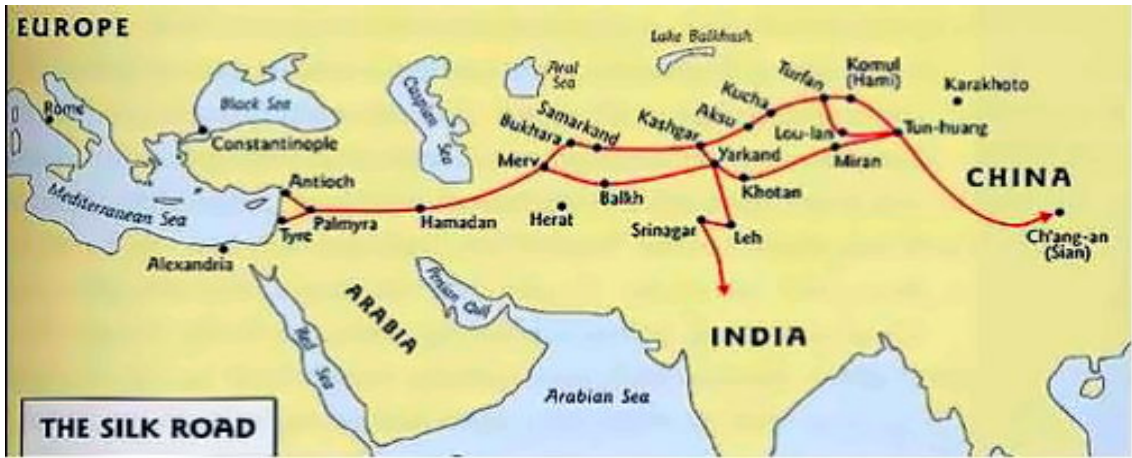 EUROPE
Lake Balkhash
Rome
Black Sea
Caspian
Sea
Aral
Sea
Turfan
Komul
(Hami)
Karakhoto
Constantinople
Bukhara
Samarkand
Kashgar
Aksu
Kucha
Lou-lan
Tun-huang
Merv
Yarkand
Miran
Antioch
Mediterranean Sea
Balkh
Khotan
CHINA
Tyre
Palmyra
Hamadan
Herat
Srinagar
Leh
Ch'ang-an
(Sian)
Alexandria
Persian Gulf
ARABIA
Red
Sea
INDIA
Arabian Sea
THE SILK ROAD